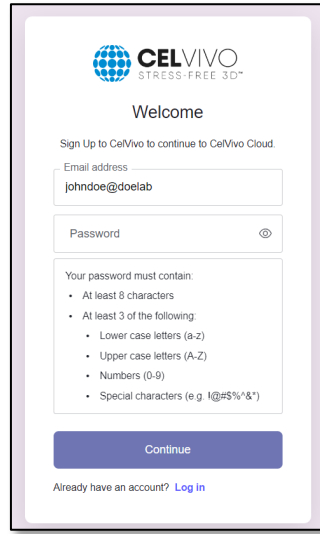 CELVIVO
STRESS-FREE 3D™
Welcome
Sign Up to CelVivo to continue to CelVivo Cloud.
Email address
johndoe@doelab
Password
Your password must contain:
• At least 8 characters
• At least 3 of the following:
• Lower case letters (a-z)
• Upper case letters (A-Z)
• Numbers (0-9)
• Special characters (e.g. !@#$%^&*)
Continue
Already have an account? Log in